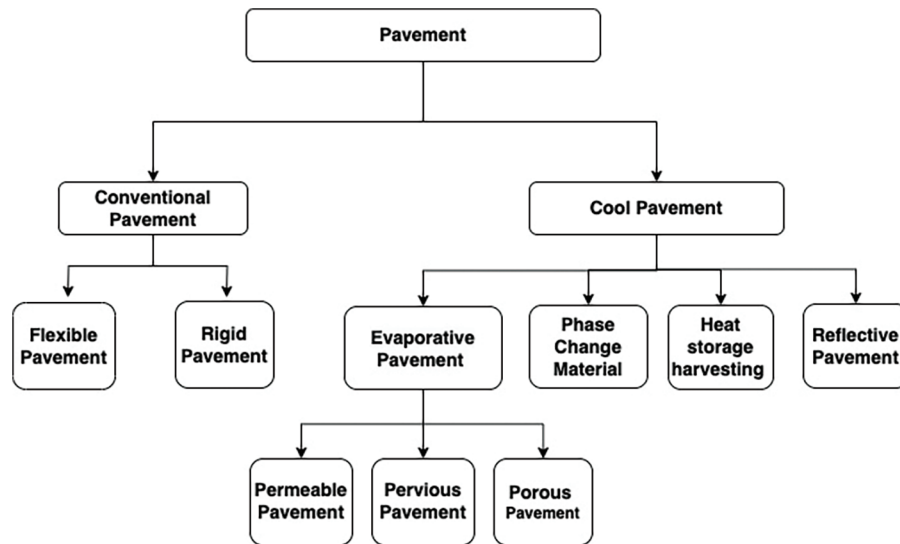 Pavement
Conventional
Pavement
Cool Pavement
Flexible
Pavement
Rigid
Pavement
Evaporative
Pavement
Phase
Change
Material
Heat
storage
harvesting
Reflective
Pavement
Permeable
Pavement
Pervious
Pavement
Porous
Pavement